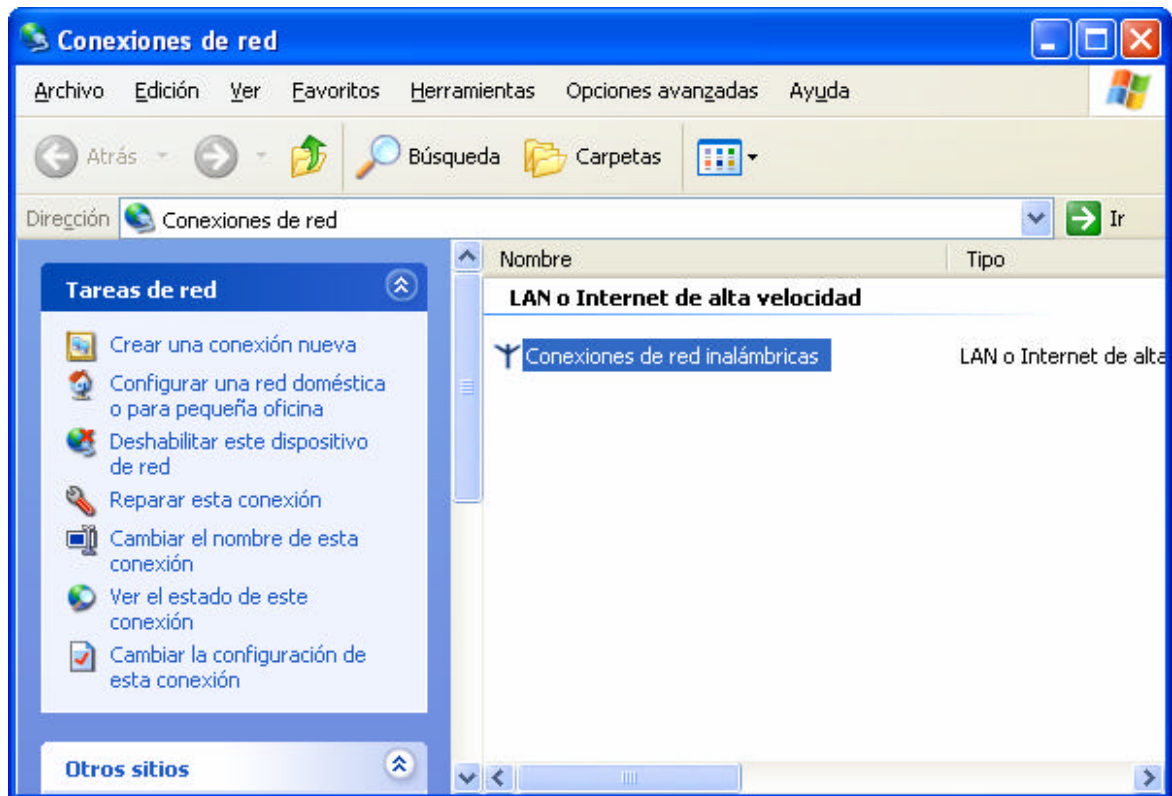 Conexiones de red
Archivo Edición Ver Favoritos Herramientas Opciones avanzadas Ayuda
Atrás Búsqueda Carpetas
Dirección Conexiones de red Ir
Nombre Tipo
LAN o Internet de alta velocidad
Conexiones de red inalámbricas LAN o Internet de alta
Tareas de red
Crear una conexión nueva
Configurar una red doméstica
o para pequeña oficina
Deshabilitar este dispositivo
de red
Reparar esta conexión
Cambiar el nombre de esta
conexión
Ver el estado de este
conexión
Cambiar la configuración de
esta conexión
Otros sitios